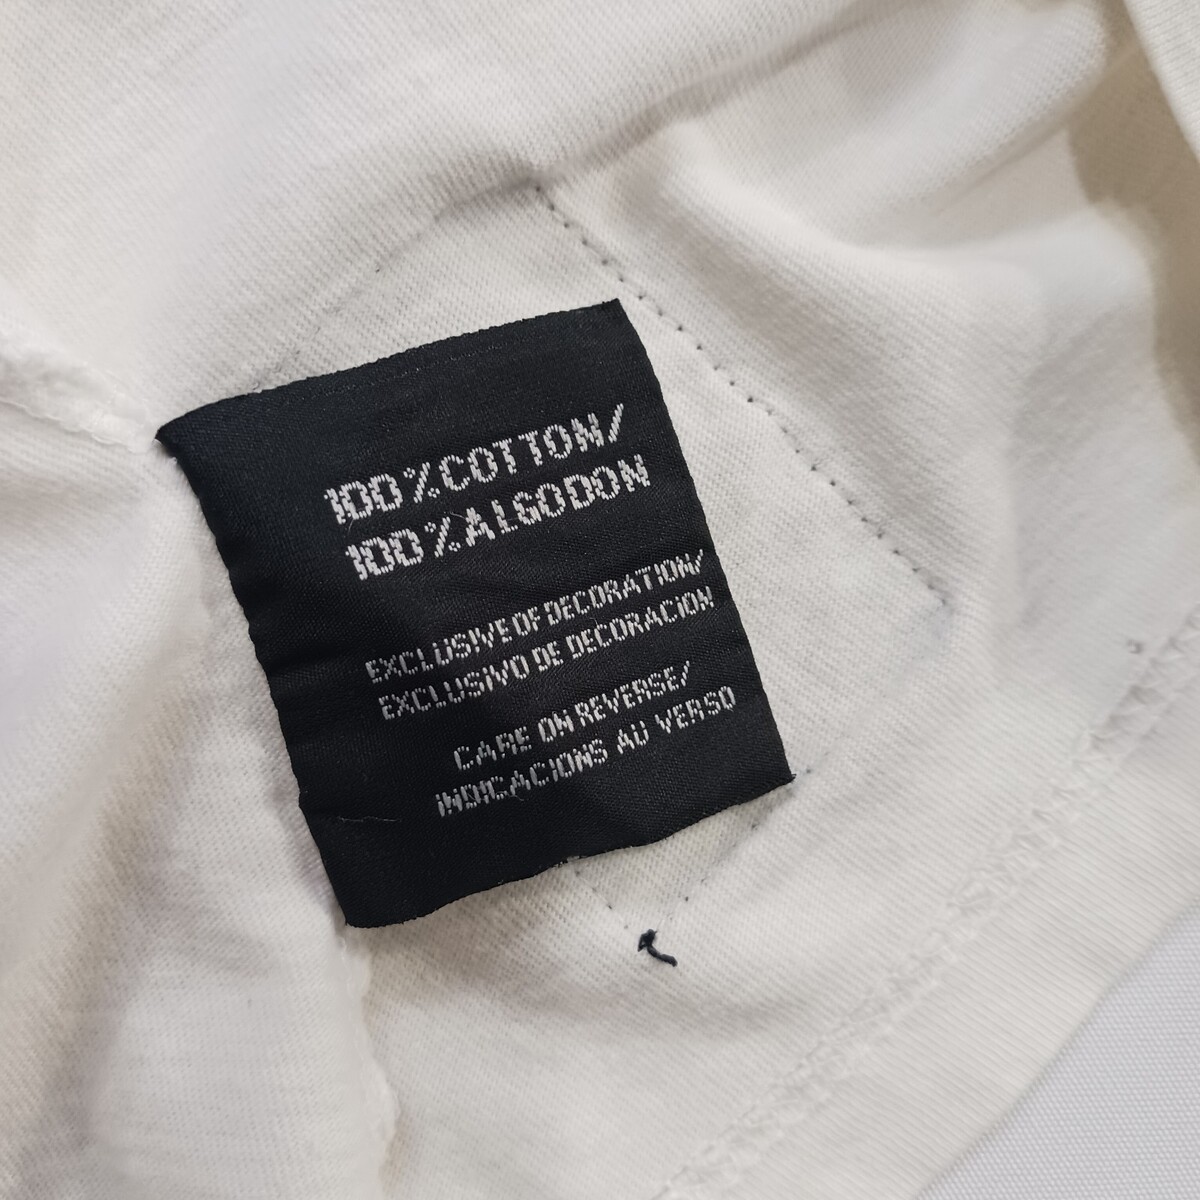 100%COTTON/
100%ALGODON
EXCLUSIVE OF DECORATION/
EXCLUSIVO DE DECORACION
CARE ON REVERSE/
INDICACIONS AU VERSO